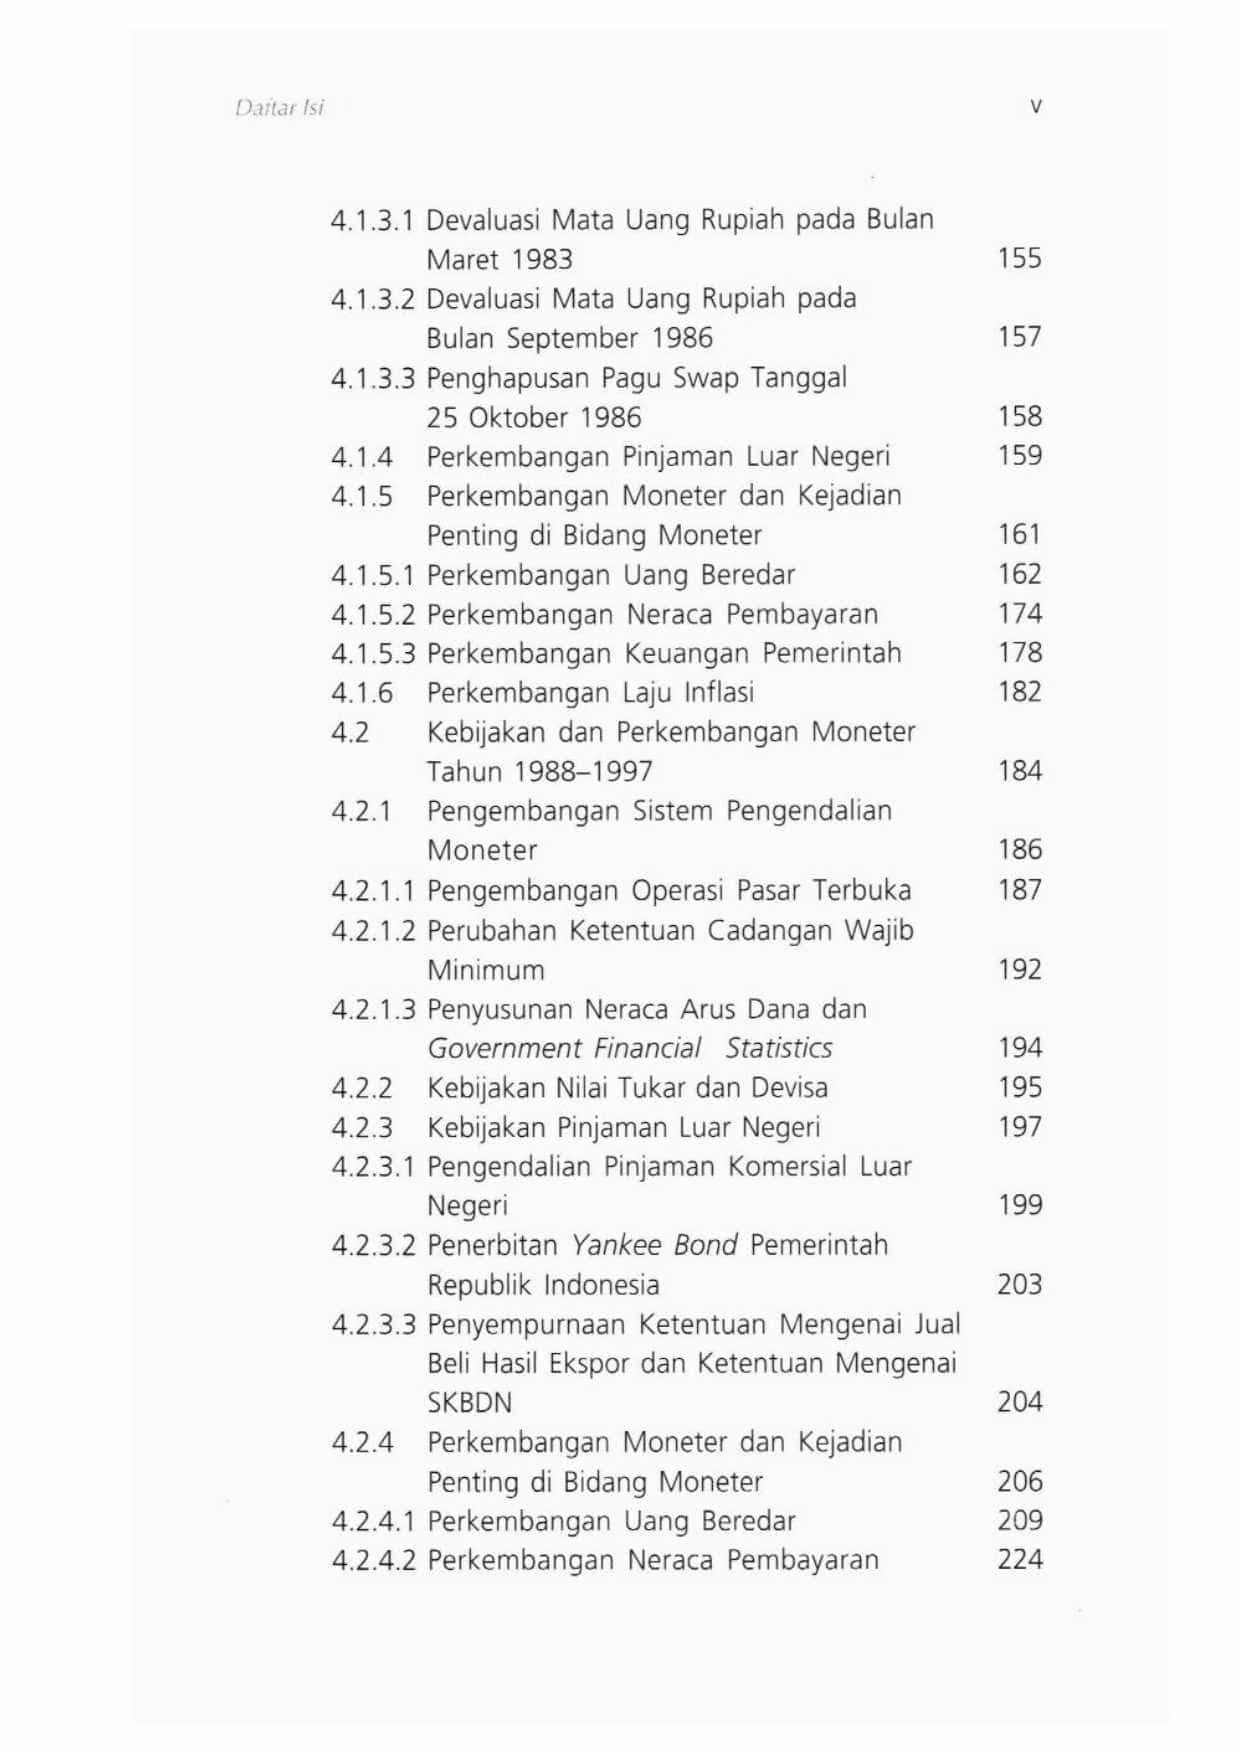 Daftar Isi v
4.1.3.1 Devaluasi Mata Uang Rupiah pada Bulan
Maret 1983 155
4.1.3.2 Devaluasi Mata Uang Rupiah pada
Bulan September 1986 157
4.1.3.3 Penghapusan Pagu Swap Tanggal
25 Oktober 1986 158
4.1.4 Perkembangan Pinjaman Luar Negeri 159
4.1.5 Perkembangan Moneter dan Kejadian
Penting di Bidang Moneter 161
4.1.5.1 Perkembangan Uang Beredar 162
4.1.5.2 Perkembangan Neraca Pembayaran 174
4.1.5.3 Perkembangan Keuangan Pemerintah 178
4.1.6 Perkembangan Laju Inflasi 182
4.2 Kebijakan dan Perkembangan Moneter
Tahun 1988–1997 184
4.2.1 Pengembangan Sistem Pengendalian
Moneter 186
4.2.1.1 Pengembangan Operasi Pasar Terbuka 187
4.2.1.2 Perubahan Ketentuan Cadangan Wajib
Minimum 192
4.2.1.3 Penyusunan Neraca Arus Dana dan
Government Financial Statistics 194
4.2.2 Kebijakan Nilai Tukar dan Devisa 195
4.2.3 Kebijakan Pinjaman Luar Negeri 197
4.2.3.1 Pengendalian Pinjaman Komersial Luar
Negeri 199
4.2.3.2 Penerbitan Yankee Bond Pemerintah
Republik Indonesia 203
4.2.3.3 Penyempurnaan Ketentuan Mengenai Jual
Beli Hasil Ekspor dan Ketentuan Mengenai
SKBDN 204
4.2.4 Perkembangan Moneter dan Kejadian
Penting di Bidang Moneter 206
4.2.4.1 Perkembangan Uang Beredar 209
4.2.4.2 Perkembangan Neraca Pembayaran 224